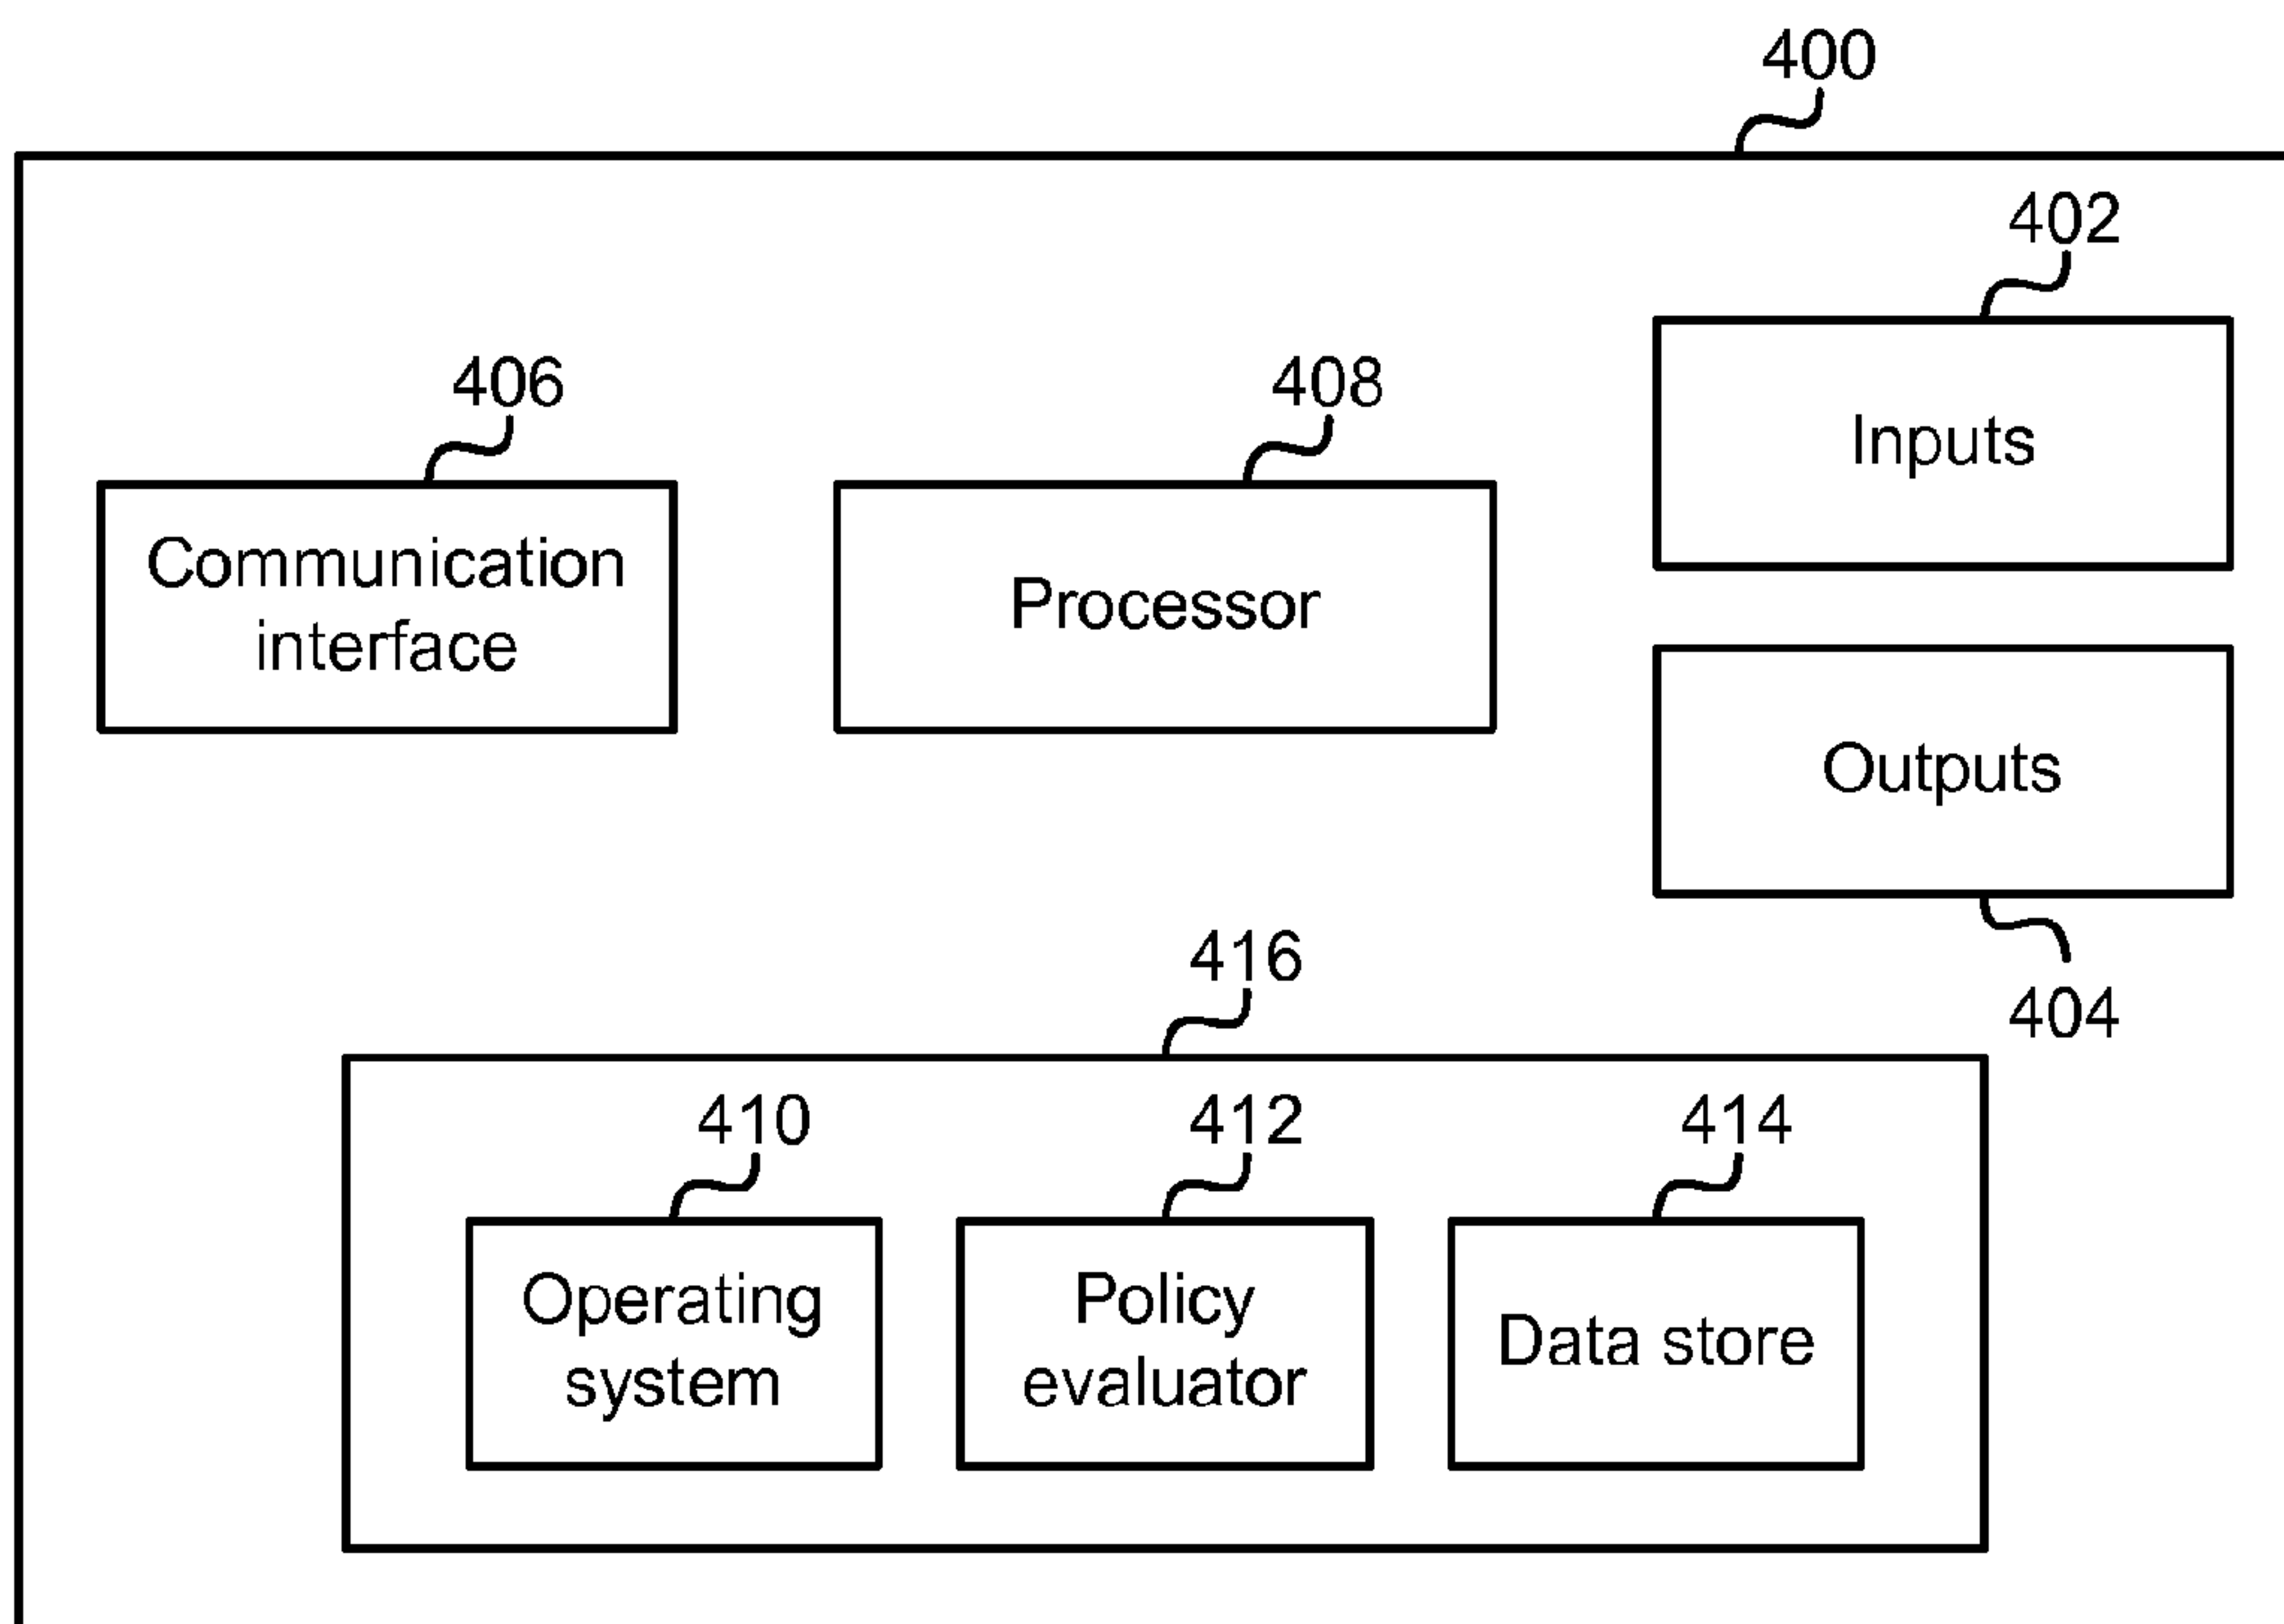 400
402
Inputs
406
Communication
interface
408
Processor
Outputs
404
416
410
Operating
system
412
Policy
evaluator
414
Data store